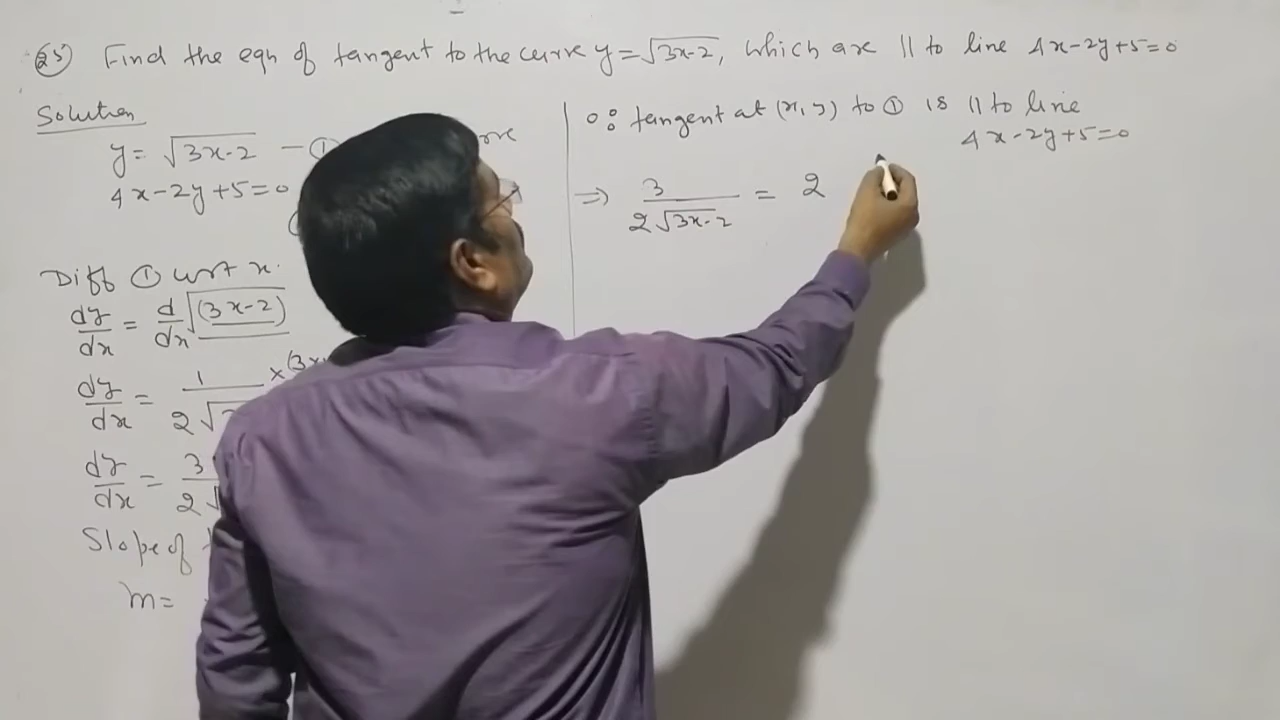 25 Find the eqn of tangent to the curve y=√3x-2, which are || to line 4x-2y+5=0
Solution
y= √3x-2 — ①
4x-2y+5=0
Diff ① wrt x.
dy/dx = d/dx √(3x-2)
dy/dx = 1/2√ ×(3x
dy/dx = 3/2√
Slope of
m=
∵ tangent at (x, y) to ① is || to line
4x-2y+5=0
⇒ 3/2√3x-2 = 2